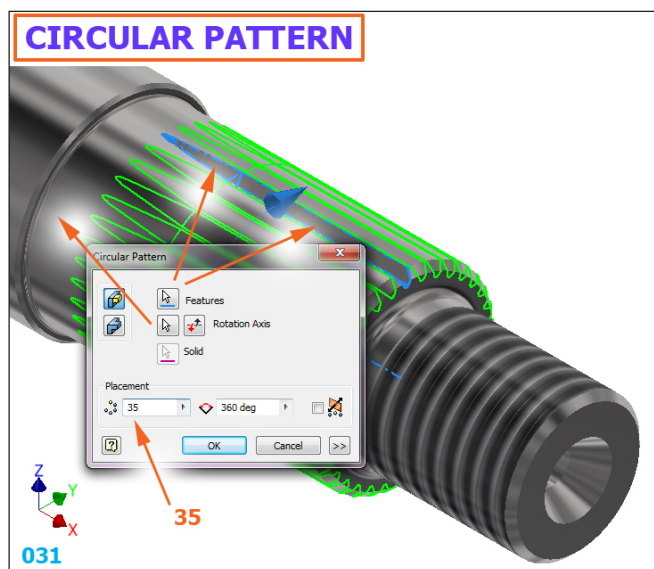 CIRCULAR PATTERN
Circular Pattern
Features
Rotation Axis
Solid
Placement
35
360 deg
OK
Cancel
>>
35
Z
Y
X
031